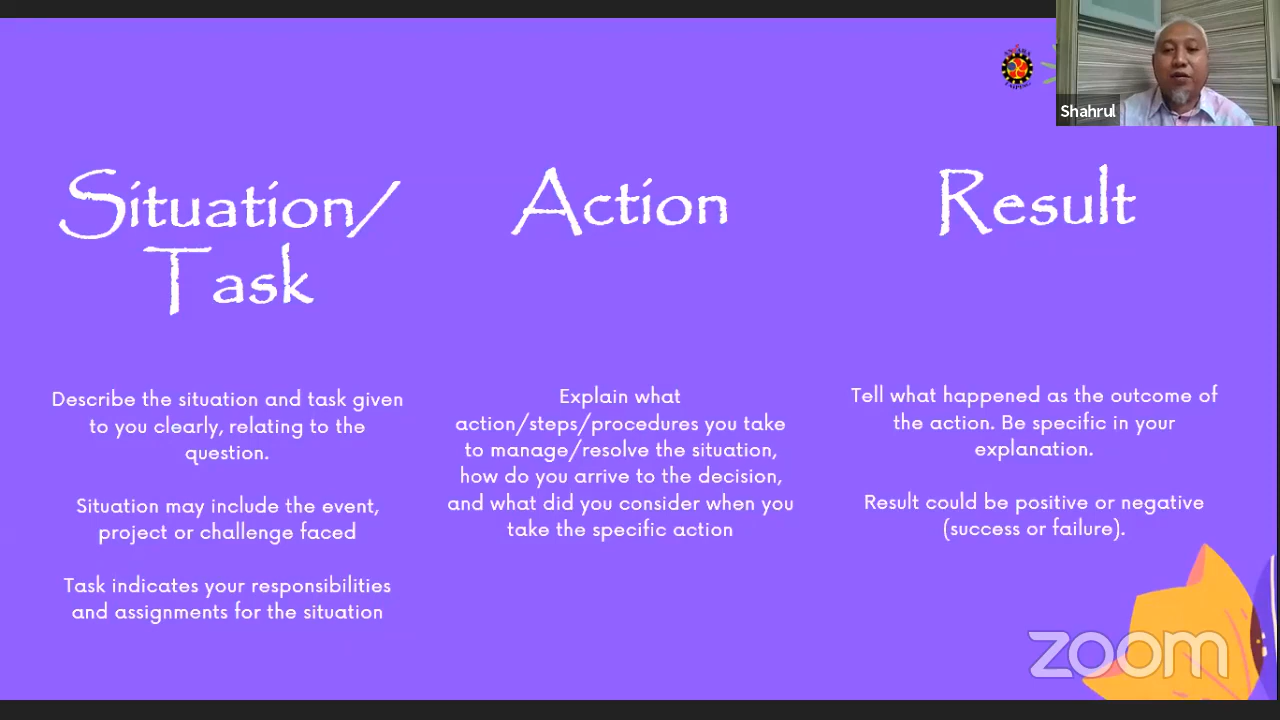 Shahrul
Situation/
Task
Describe the situation and task given
to you clearly, relating to the
question.
Situation may include the event,
project or challenge faced
Task indicates your responsibilities
and assignments for the situation
Action
Explain what
action/steps/procedures you take
to manage/resolve the situation,
how do you arrive to the decision,
and what did you consider when you
take the specific action
Result
Tell what happened as the outcome of
the action. Be specific in your
explanation.
Result could be positive or negative
(success or failure).
zoom